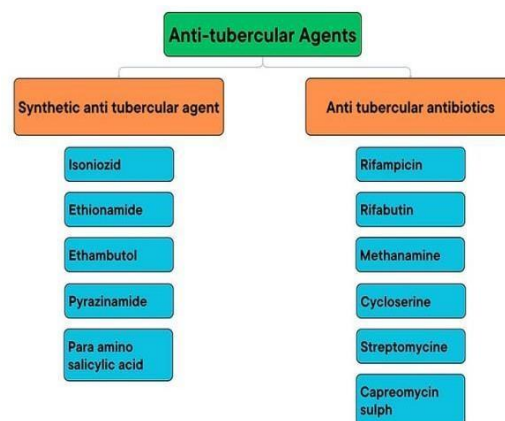 Anti-tubercular Agents
Synthetic anti tubercular agent
Isoniozid
Ethionamide
Ethambutol
Pyrazinamide
Para amino
salicylic acid
Anti tubercular antibiotics
Rifampicin
Rifabutin
Methanamine
Cycloserine
Streptomycine
Capreomycin
sulph